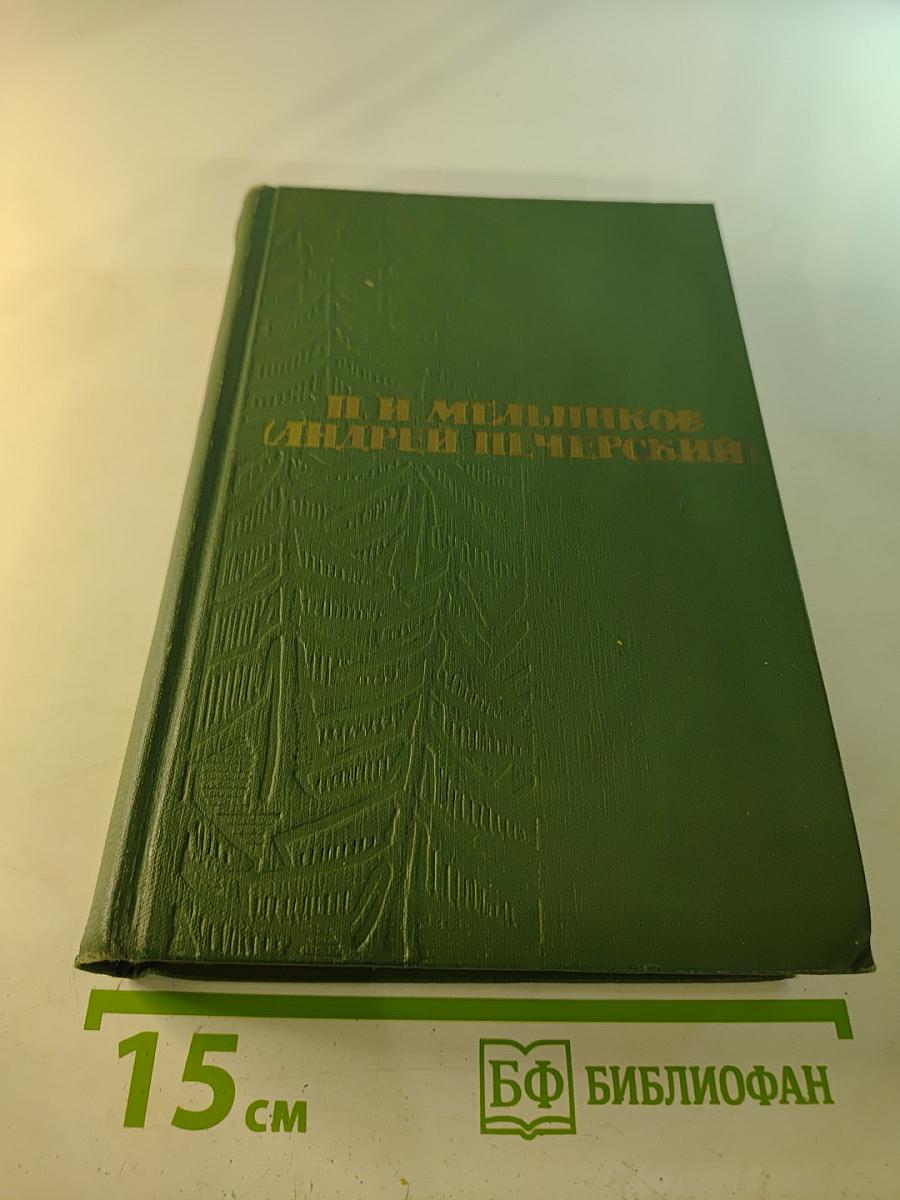 П. И. МЕЛЬНИКОВ
(АНДРЕЙ ПЕЧЕРСКИЙ)
15 см
БФ БИБЛИОФАН